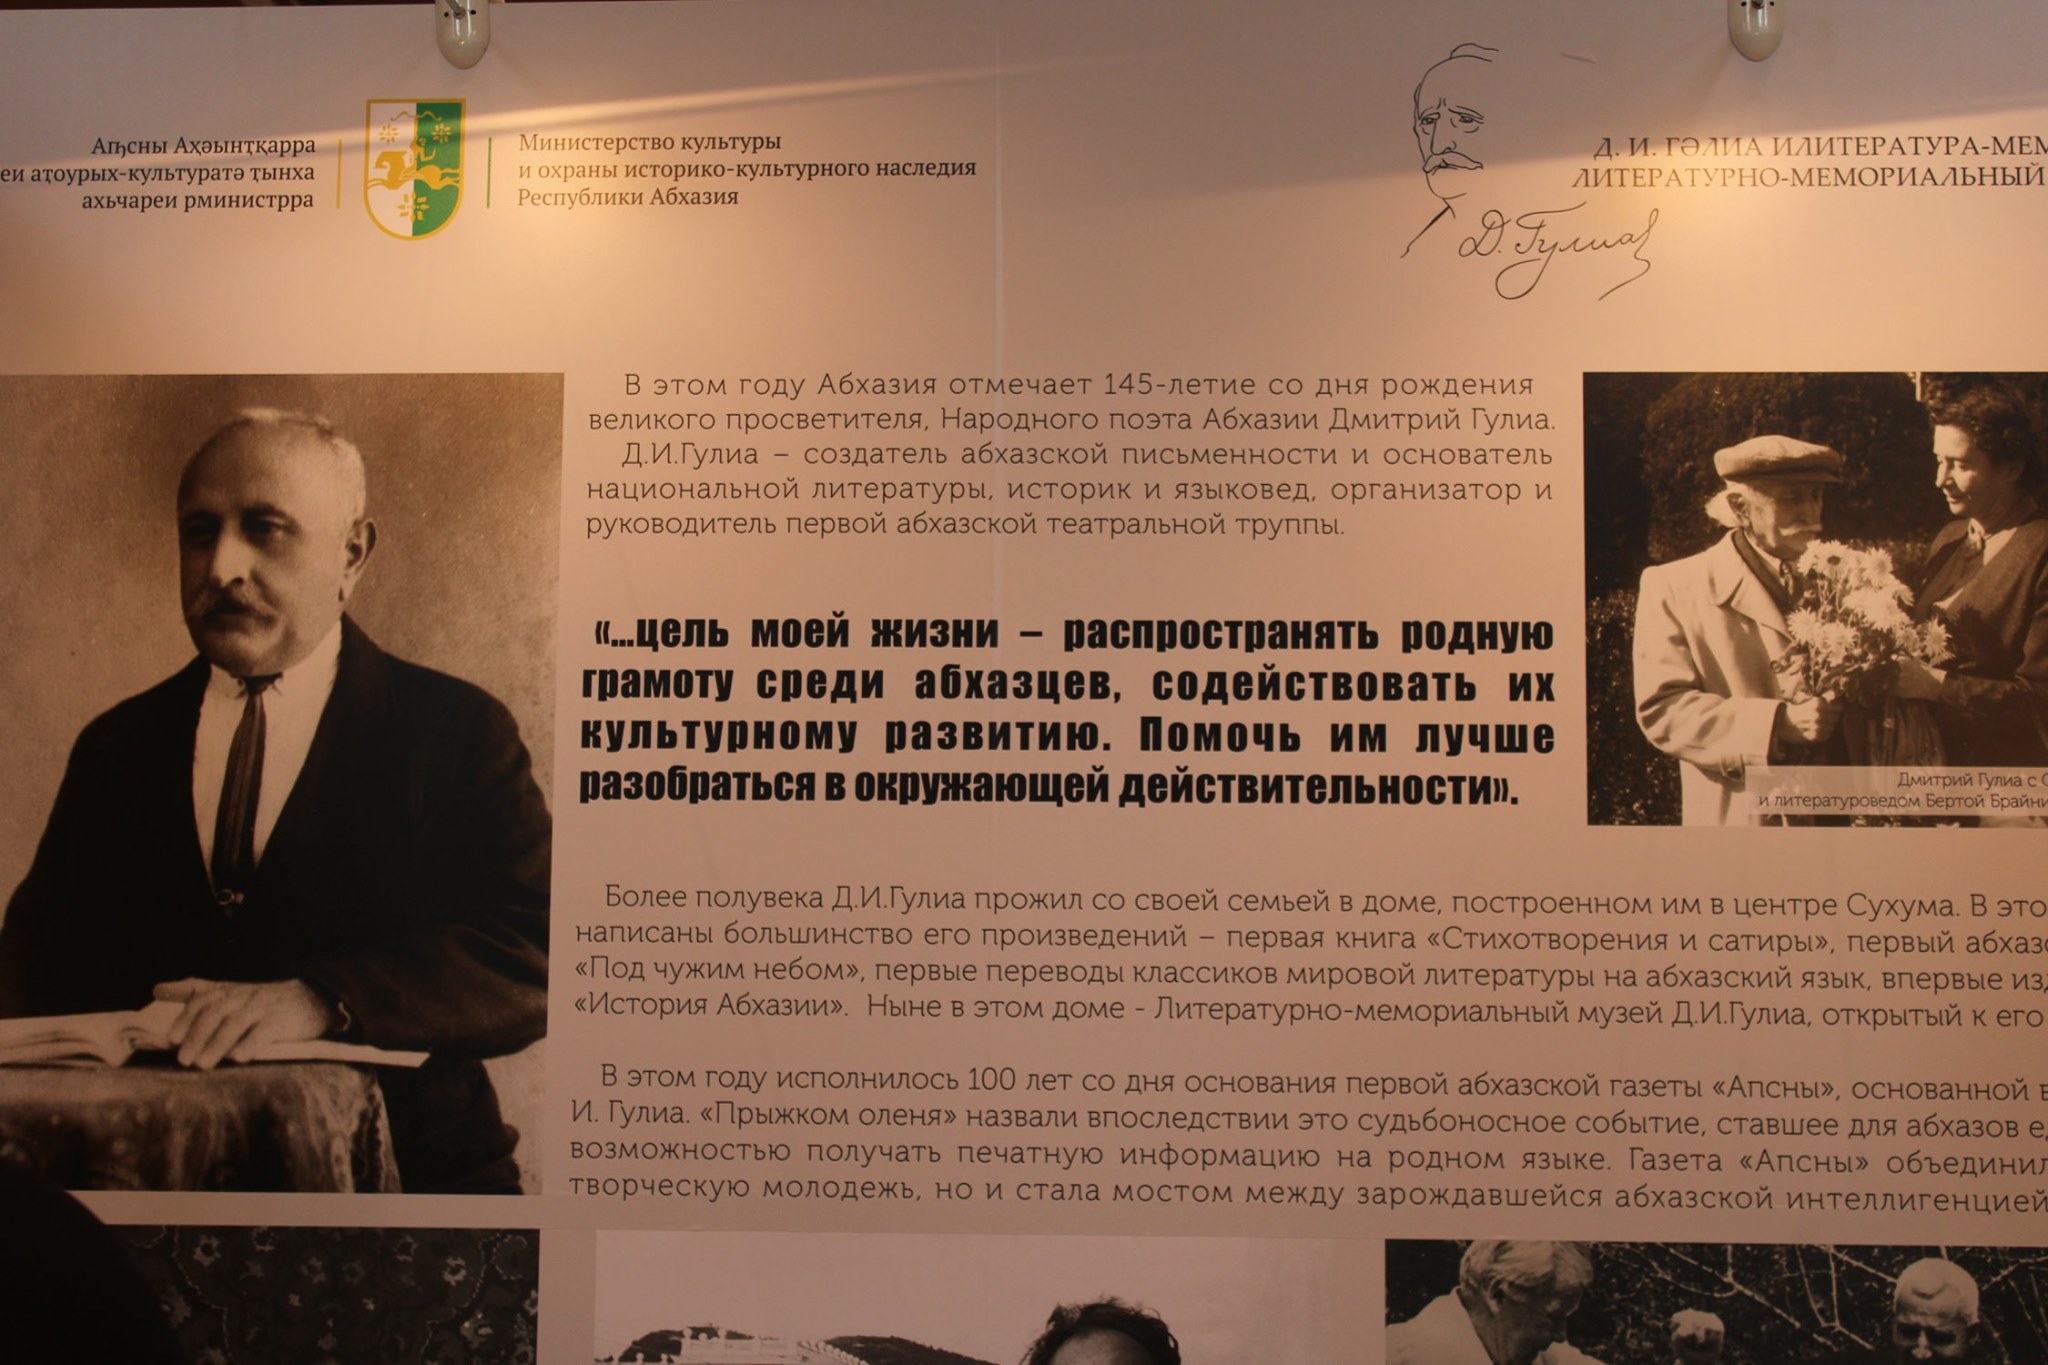 Аҧсны Аҳәынҭқарра
аҭоурых-культуратә ҭынха
ахьчареи рминистрра
Министерство культуры
и охраны историко-культурного наследия
Республики Абхазия
Д. И. ГӘЛИА ИЛИТЕРАТУРА-
ЛИТЕРАТУРНО-МЕМОРИАЛЬНЫЙ
Д. Гулиа
В этом году Абхазия отмечает 145-летие со дня рождения
великого просветителя, Народного поэта Абхазии Дмитрий Гулиа.
Д.И.Гулиа – создатель абхазской письменности и основатель
национальной литературы, историк и языковед, организатор и
руководитель первой абхазской театральной труппы.
«...цель моей жизни – распространять родную
грамоту среди абхазцев, содействовать их
культурному развитию. Помочь им лучше
разобраться в окружающей действительности».
Дмитрий Гулиа с
и литературоведом Бертой
Более полувека Д.И.Гулиа прожил со своей семьей в доме, построенном им в центре Сухума. В
написаны большинство его произведений – первая книга «Стихотворения и сатиры», первый
«Под чужим небом», первые переводы классиков мировой литературы на абхазский язык, впервые
«История Абхазии». Ныне в этом доме - Литературно-мемориальный музей Д.И.Гулиа, открытый к его
В этом году исполнилось 100 лет со дня основания первой абхазской газеты «Апсны», основанной в
И. Гулиа. «Прыжком оленя» назвали впоследствии это судьбоносное событие, ставшее для абхазов
возможностью получать печатную информацию на родном языке. Газета «Апсны»
творческую молодежь, но и стала мостом между зарождавшейся абхазской интеллигенцией